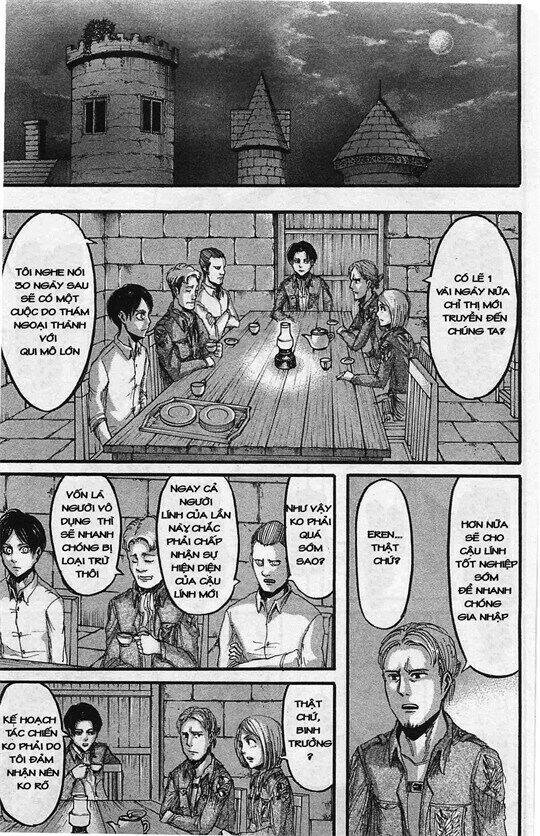 CÓ LẼ 1
VÀI NGÀY NỮA
CHỈ THỊ MỚI
TRUYỀN ĐẾN
CHÚNG TA?
TÔI NGHE NÓI
30 NGÀY SAU
SẼ CÓ MỘT
CUỘC DO THÁM
NGOẠI THÀNH
VỚI
QUI MÔ LỚN
HƠN NỮA
SẼ CHO
CẬU LÍNH
TỐT NGHIỆP
SỚM
ĐỂ NHANH
CHÓNG
GIA NHẬP
EREN...
THẬT
CHỨ?
NHƯ VẬY
KO PHẢI
QUÁ
SỚM
SAO?
NGAY CẢ
NGƯỜI
LÍNH CỦA LẦN
NÀY CHẮC
PHẢI CHẤP
NHẬN SỰ
HIỆN DIỆN
CỦA CẬU
LÍNH MỚI
VỐN LÀ
NGƯỜI VÔ
DỤNG THÌ
SẼ NHANH
CHÓNG BỊ
LOẠI TRỪ
THÔI
THẬT
CHỨ,
BINH
TRƯỞNG?
KẾ HOẠCH
TÁC CHIẾN
KO PHẢI DO
TÔI ĐẢM
NHẬN NÊN
KO RÕ